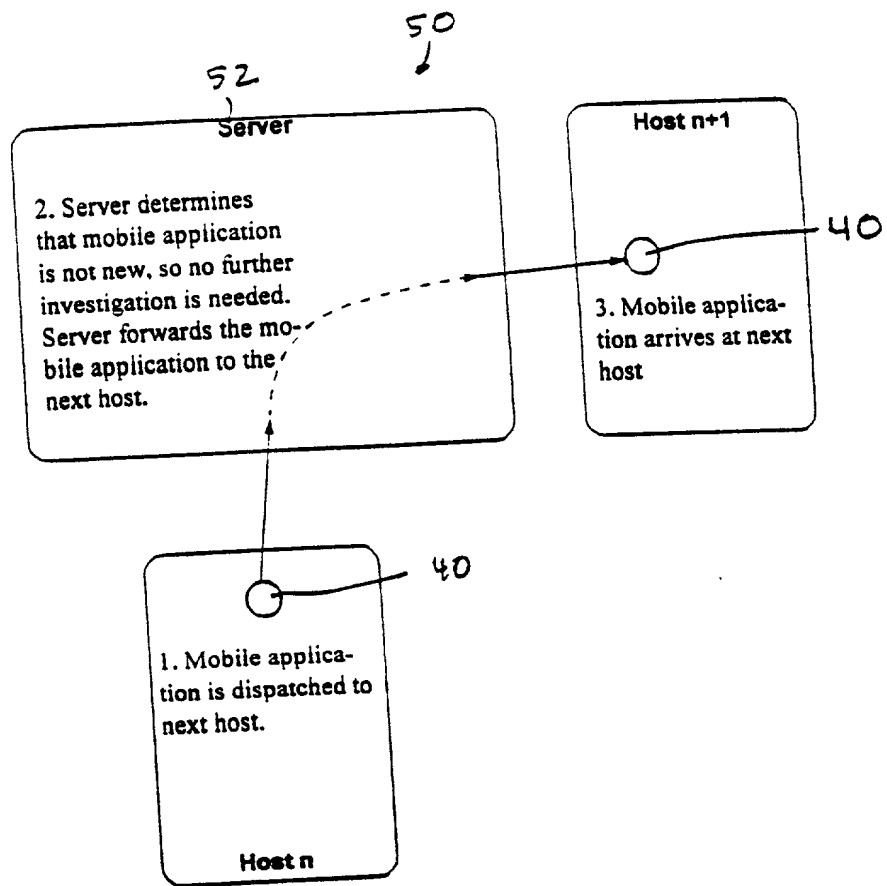 50
52
Server
Host n+1
2. Server determines
that mobile application
is not new, so no further
investigation is needed.
Server forwards the mo-
bile application to the
next host.
40
3. Mobile applica-
tion arrives at next
host
40
1. Mobile applica-
tion is dispatched to
next host.
Host n